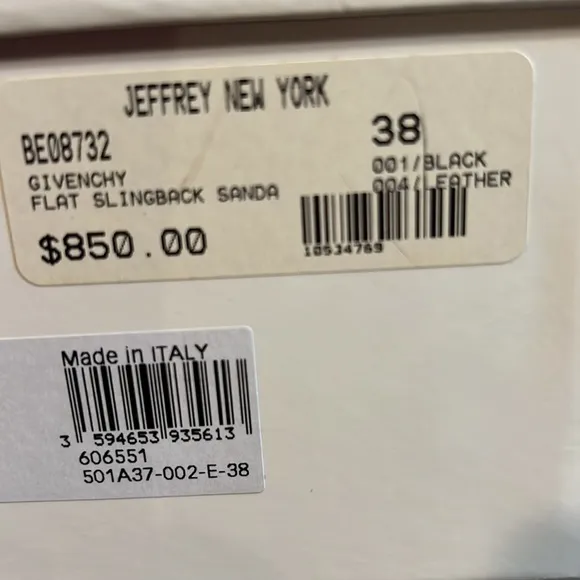 JEFFREY NEW YORK
BE08732
38
GIVENCHY
001/BLACK
FLAT SLINGBACK SANDA
004/LEATHER
$850.00
10534769
Made in ITALY
3 594653 935613
606551
501A37-002-E-38